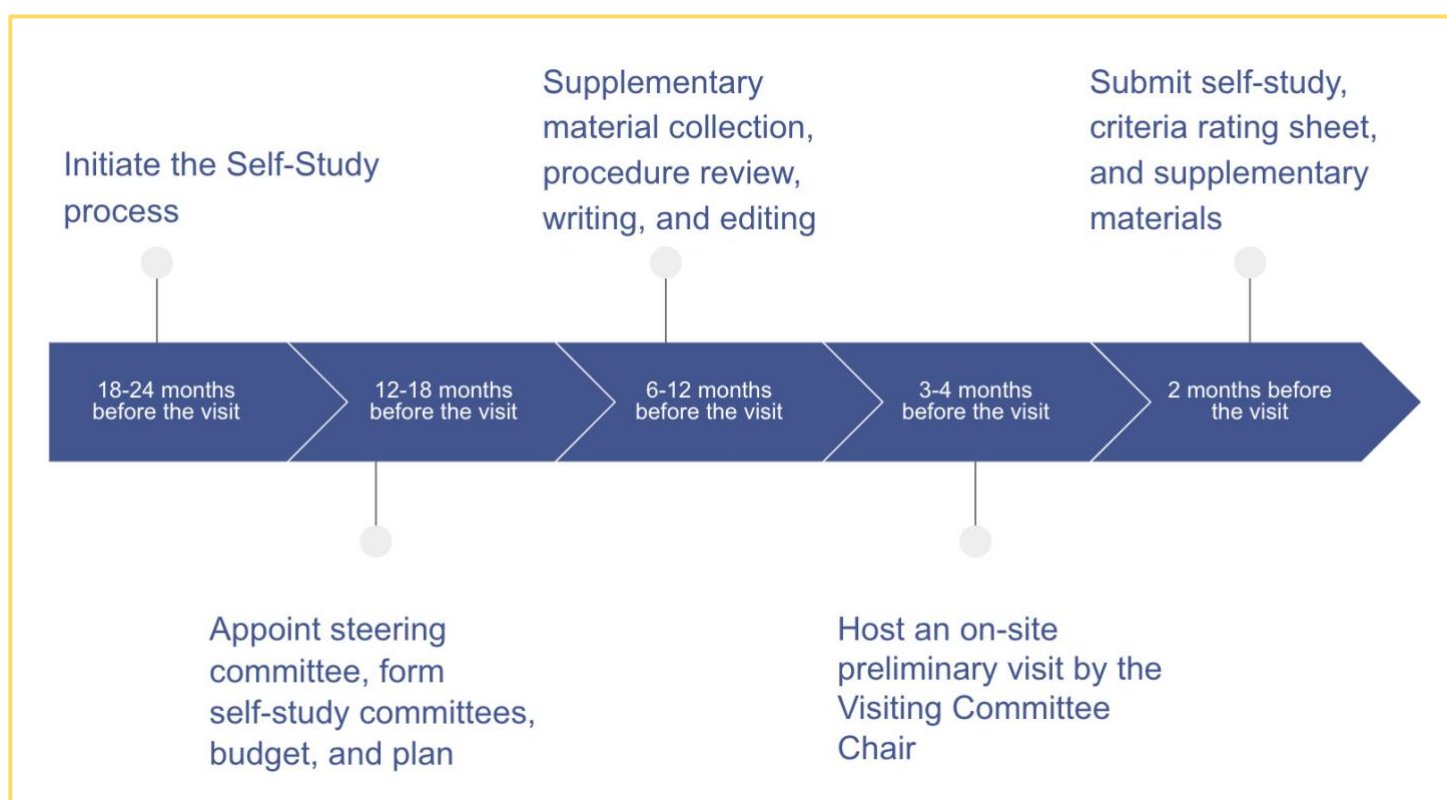 Initiate the Self-Study
process
Supplementary
material collection,
procedure review,
writing, and editing
Submit self-study,
criteria rating sheet,
and supplementary
materials
18-24 months
before the visit
12-18 months
before the visit
6-12 months
before the visit
3-4 months
before the visit
2 months before
the visit
Appoint steering
committee, form
self-study committees,
budget, and plan
Host an on-site
preliminary visit by the
Visiting Committee
Chair